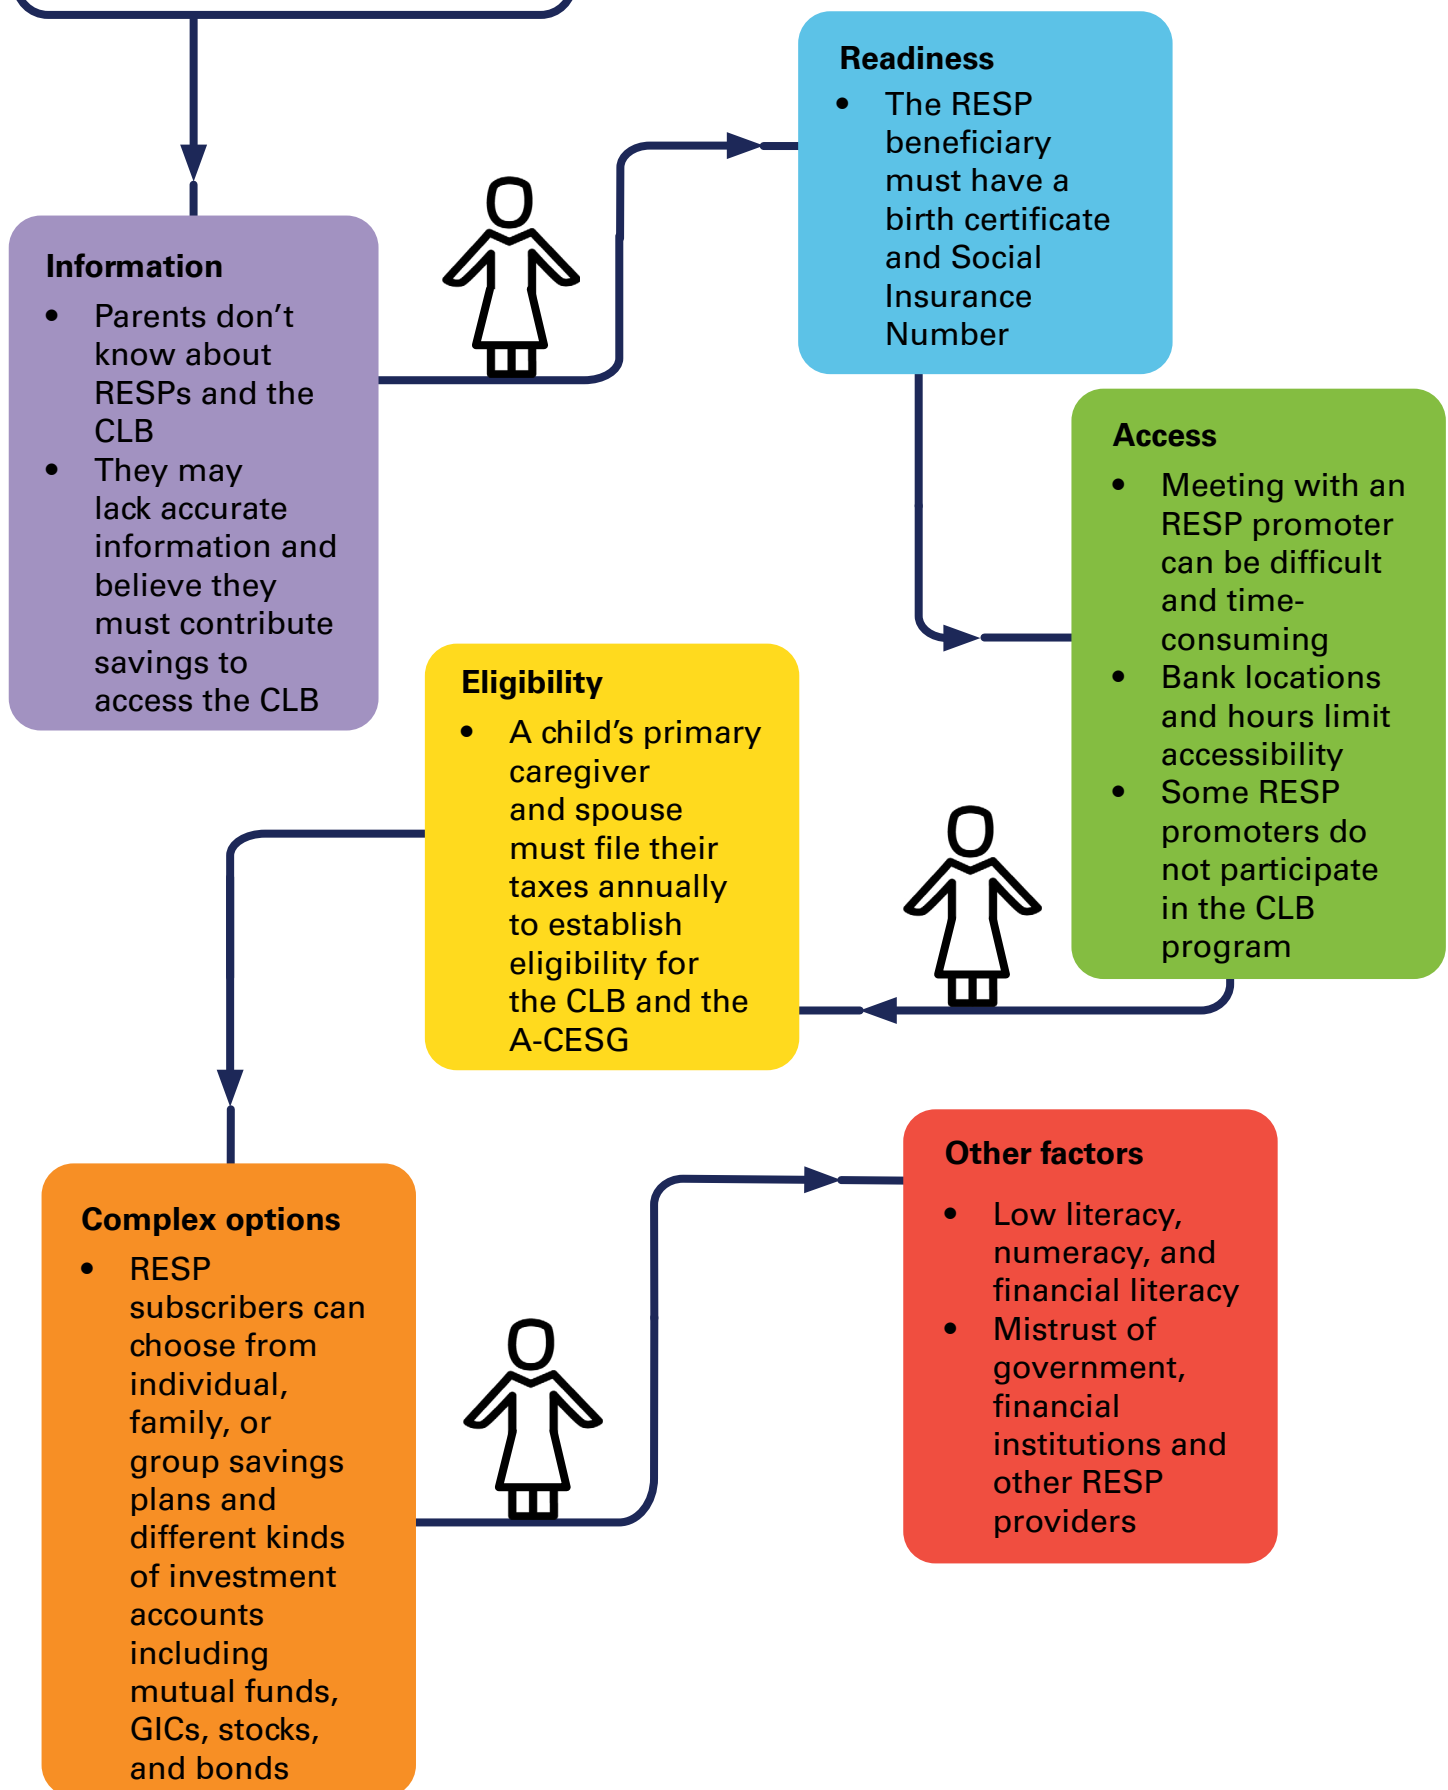 Information
• Parents don’t
know about
RESPs and the
CLB
• They may
lack accurate
information and
believe they
must contribute
savings to
access the CLB
Readiness
• The RESP
beneficiary
must have a
birth certificate
and Social
Insurance
Number
Access
• Meeting with an
RESP promoter
can be difficult
and time-
consuming
• Bank locations
and hours limit
accessibility
• Some RESP
promoters do
not participate
in the CLB
program
Eligibility
• A child’s primary
caregiver
and spouse
must file their
taxes annually
to establish
eligibility for
the CLB and the
A-CESG
Complex options
• RESP
subscribers can
choose from
individual,
family, or
group savings
plans and
different kinds
of investment
accounts
including
mutual funds,
GICs, stocks,
and bonds
Other factors
• Low literacy,
numeracy, and
financial literacy
• Mistrust of
government,
financial
institutions and
other RESP
providers